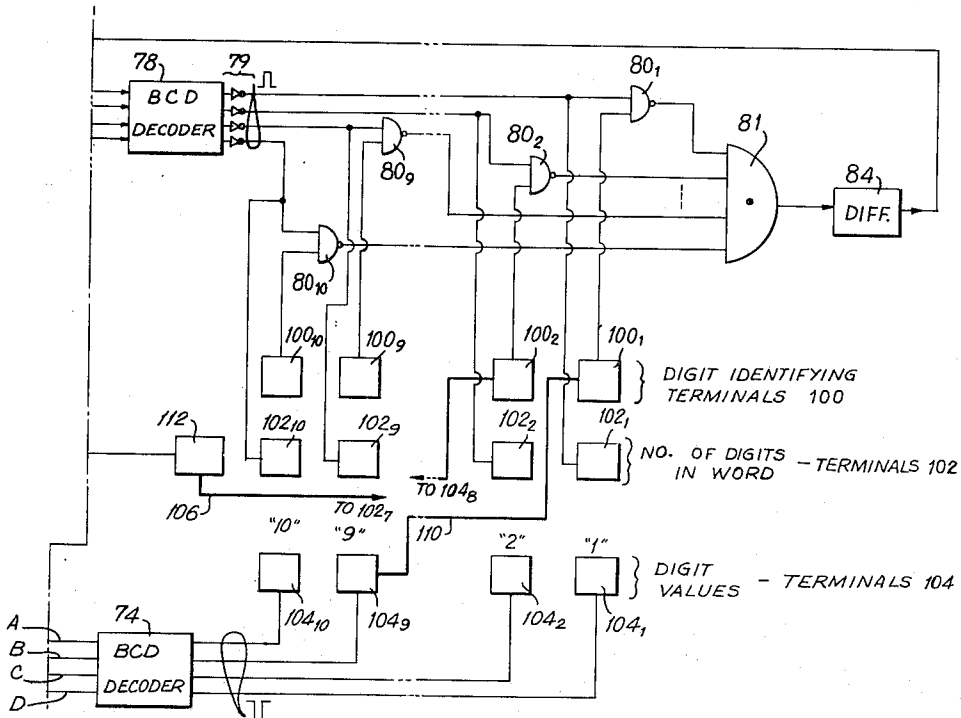 78
79
BCD
DECODER
80₁
80₉
80₂
81
84
DIFF.
80₁₀
100₁₀
100₉
100₂
100₁
DIGIT IDENTIFYING
TERMINALS 100
112
102₁₀
102₉
102₂
102₁
NO. OF DIGITS
IN WORD – TERMINALS 102
TO 104₈
106
TO 102₇
110
"10"
"9"
"2"
"1"
DIGIT
VALUES – TERMINALS 104
104₁₀
104₉
104₂
104₁
74
A
B
C
D
BCD
DECODER